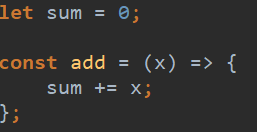 let sum = 0;
const add = (x) => {
    sum += x;
};